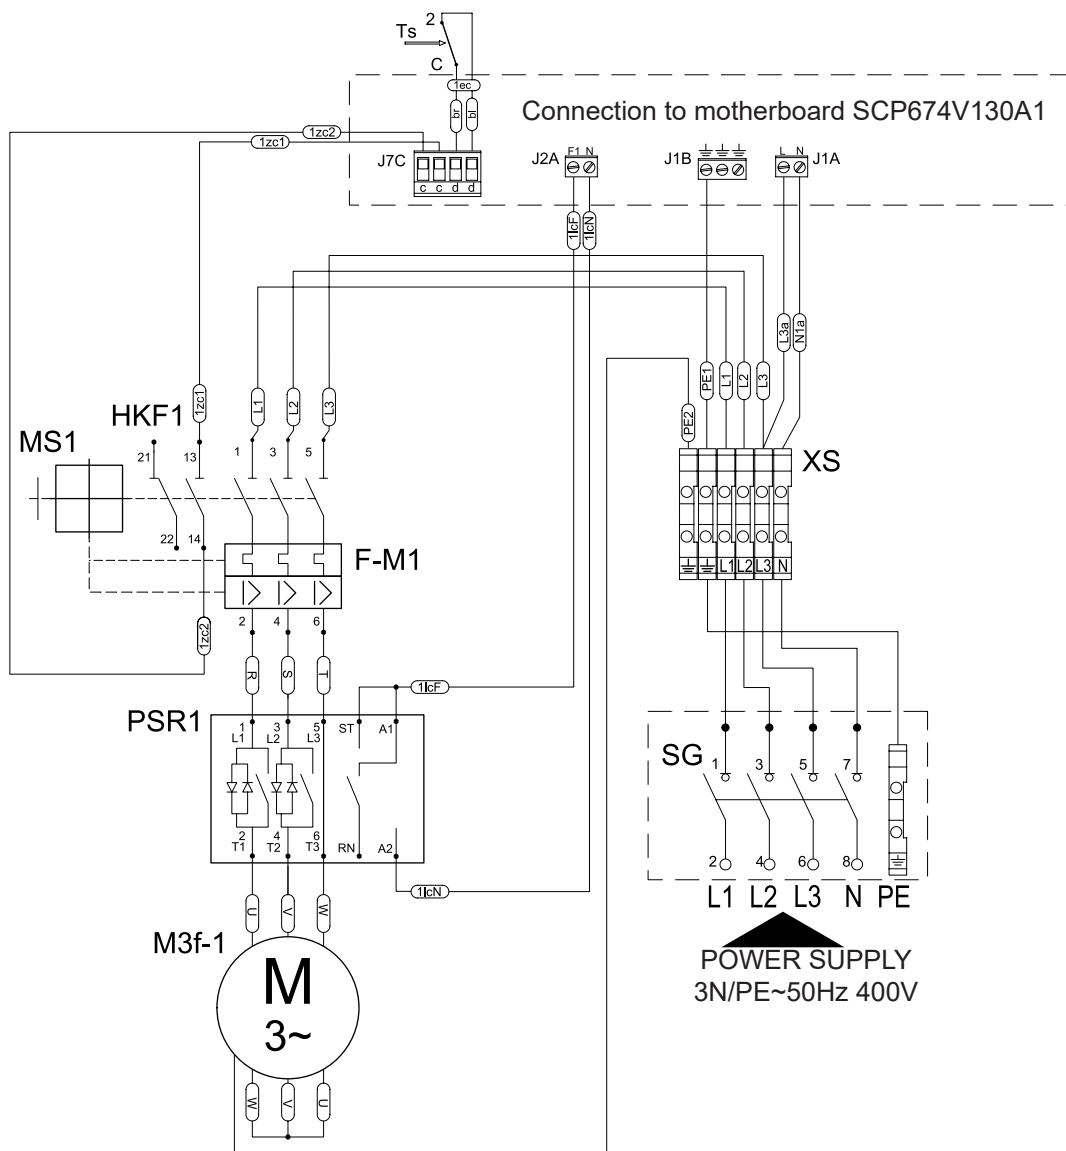 2
Ts
C
1ec
br
bl
Connection to motherboard SCP674V130A1
1zc2
1zc1
J7C
c c d d
J2A
F1 N
J1B
L N
J1A
1lcF
1lcN
L3a
N1a
PE2
PE1
L1
L2
L3
1zc1
L1
L2
L3
HKF1
MS1
21
13
1
3
5
XS
22
14
F-M1
L1 L2 L3 N
2
4
6
1zc2
R
S
T
1lcF
PSR1
1
L1
3
L2
5
L3
ST
A1
2
T1
4
T2
6
T3
RN
A2
1lcN
SG
1
3
5
7
2
4
6
8
L1 L2 L3 N PE
POWER SUPPLY
3N/PE~50Hz 400V
U
V
W
M3f-1
M
3~
W
V
U